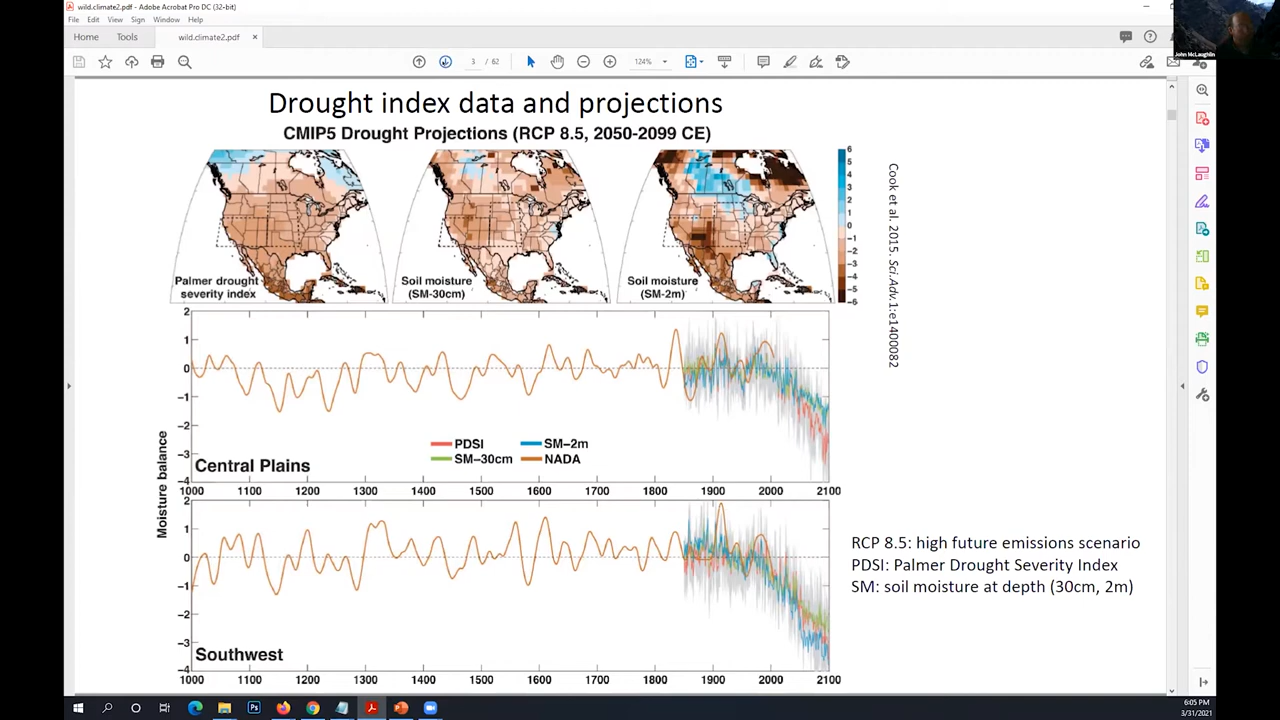 wild.climate2.pdf - Adobe Acrobat Pro DC (32-bit)
File Edit View Sign Window Help
Home Tools wild.climate2.pdf ×
3 / 62 124%
John McLaughlin
Drought index data and projections
CMIP5 Drought Projections (RCP 8.5, 2050-2099 CE)
Palmer drought
severity index
Soil moisture
(SM-30cm)
Soil moisture
(SM-2m)
6
5
4
3
2
1
0
−1
−2
−3
−4
−5
−6
Cook et al. 2015. Sci.Adv.1:e1400082
Moisture balance
2
1
0
−1
−2
−3
−4
PDSI SM−2m
SM−30cm NADA
Central Plains
1000 1100 1200 1300 1400 1500 1600 1700 1800 1900 2000 2100
2
1
0
−1
−2
−3
−4
Southwest
1000 1100 1200 1300 1400 1500 1600 1700 1800 1900 2000 2100
RCP 8.5: high future emissions scenario
PDSI: Palmer Drought Severity Index
SM: soil moisture at depth (30cm, 2m)
6:05 PM
3/31/2021